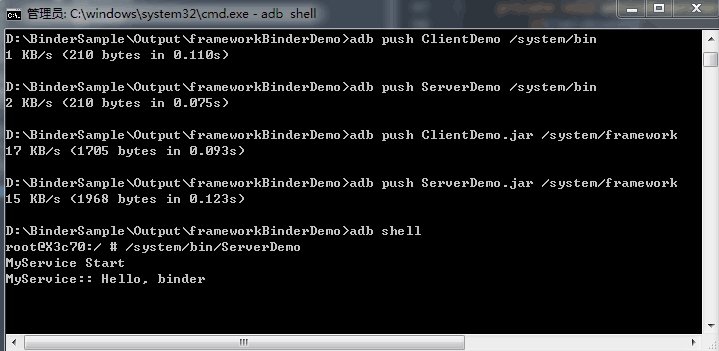 管理员: C:\windows\system32\cmd.exe - adb  shell
D:\BinderSample\Output\frameworkBinderDemo>adb push ClientDemo /system/bin
1 KB/s (210 bytes in 0.110s)
D:\BinderSample\Output\frameworkBinderDemo>adb push ServerDemo /system/bin
2 KB/s (210 bytes in 0.075s)
D:\BinderSample\Output\frameworkBinderDemo>adb push ClientDemo.jar /system/framework
17 KB/s (1705 bytes in 0.093s)
D:\BinderSample\Output\frameworkBinderDemo>adb push ServerDemo.jar /system/framework
15 KB/s (1968 bytes in 0.123s)
D:\BinderSample\Output\frameworkBinderDemo>adb shell
root@X3c70:/ # /system/bin/ServerDemo
MyService Start
MyService:: Hello, binder